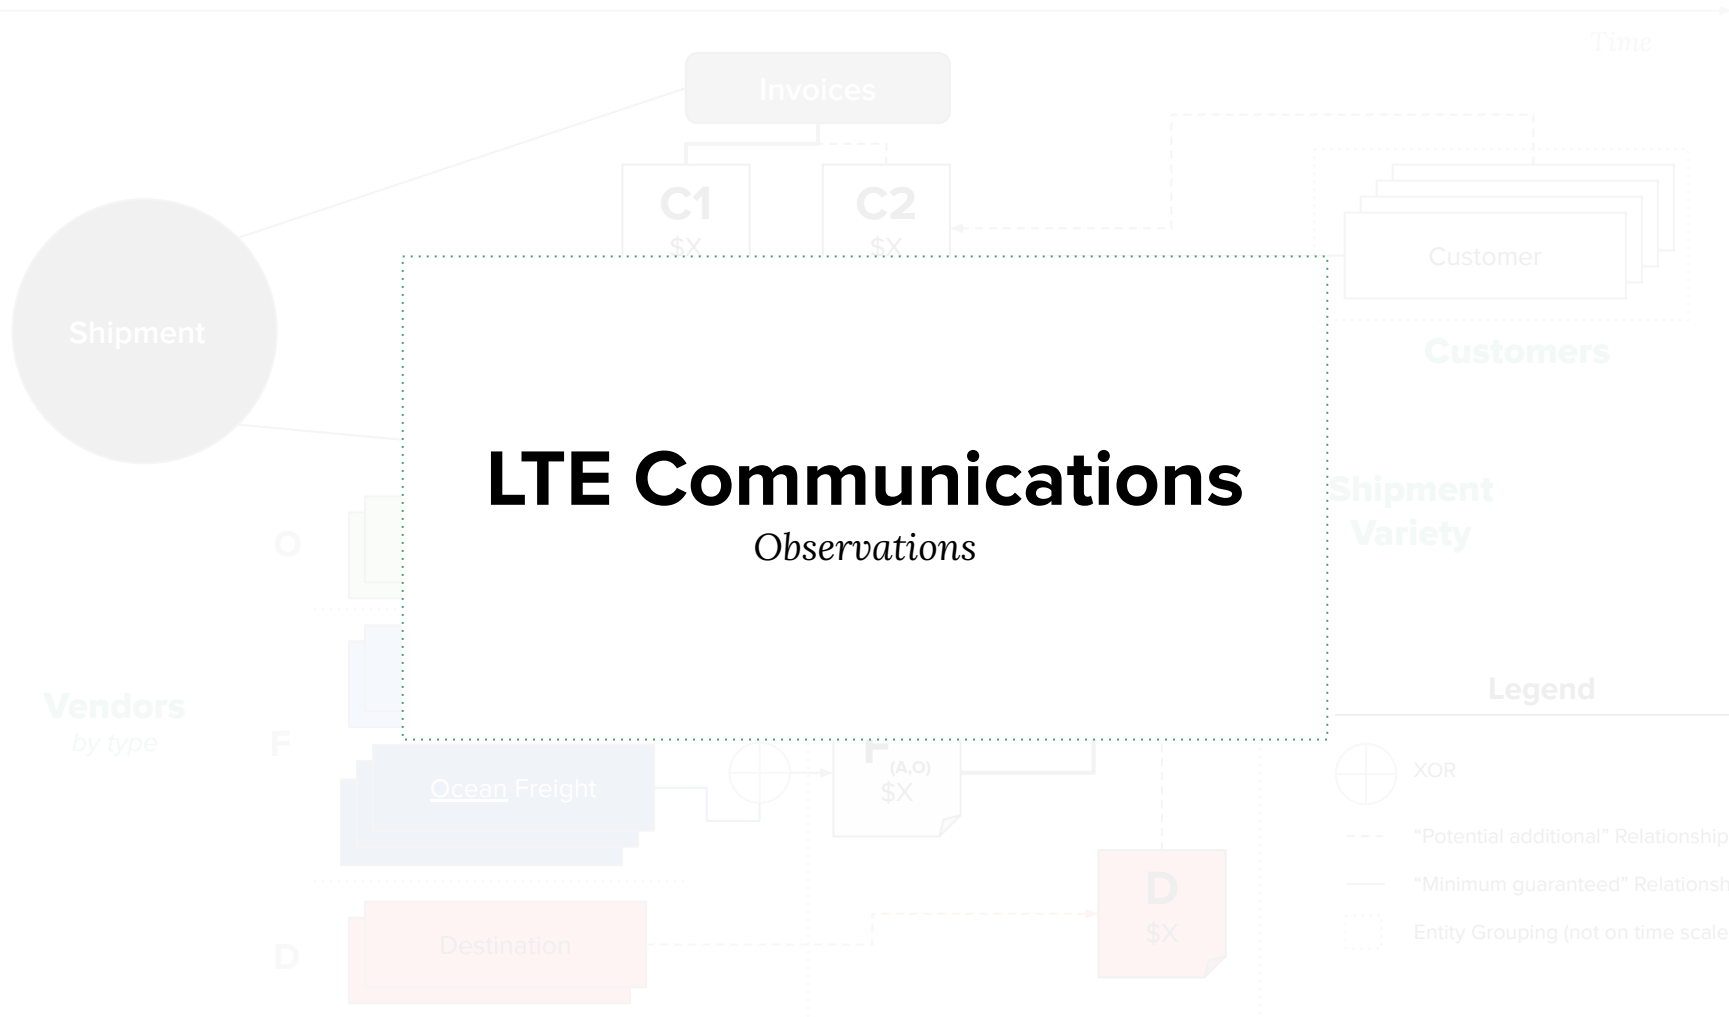 Time
Invoices
C1
$X
C2
$X
Customer
Customers
Shipment
LTE Communications
Observations
Shipment
Variety
O
Vendors
by type
F
Ocean Freight
F(A,O)
$X
D
Destination
D
$X
Legend
XOR
“Potential additional” Relationship
“Minimum guaranteed” Relationsh
Entity Grouping (not on time scale